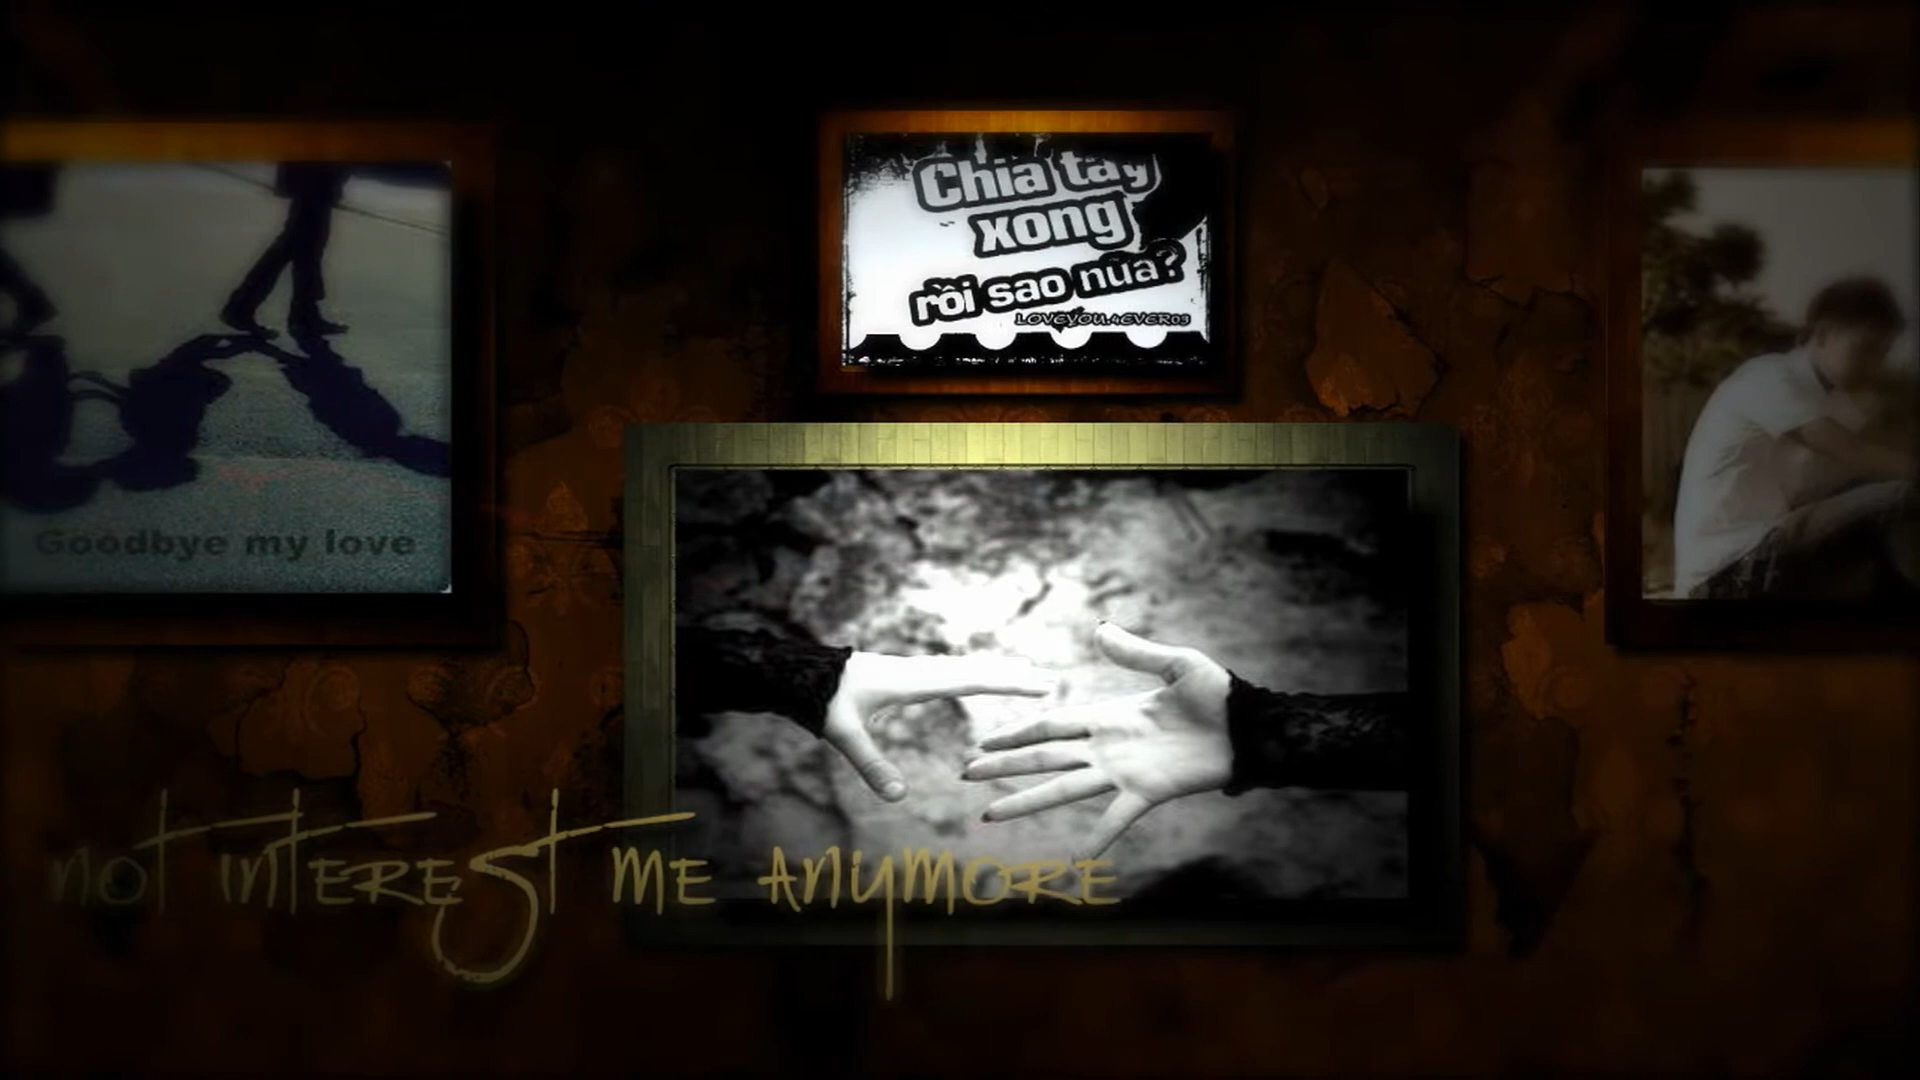 Chia tay
xong
rồi sao nữa?
LOVEYOU.4EVER03
Goodbye my love
not interest me anymore